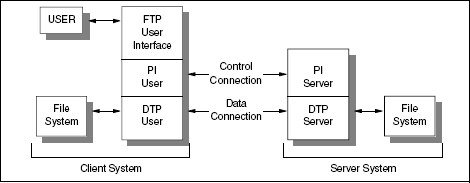 USER
FTP
User
Interface
PI
User
DTP
User
File
System
Control
Connection
Data
Connection
PI
Server
DTP
Server
File
System
Client System
Server System